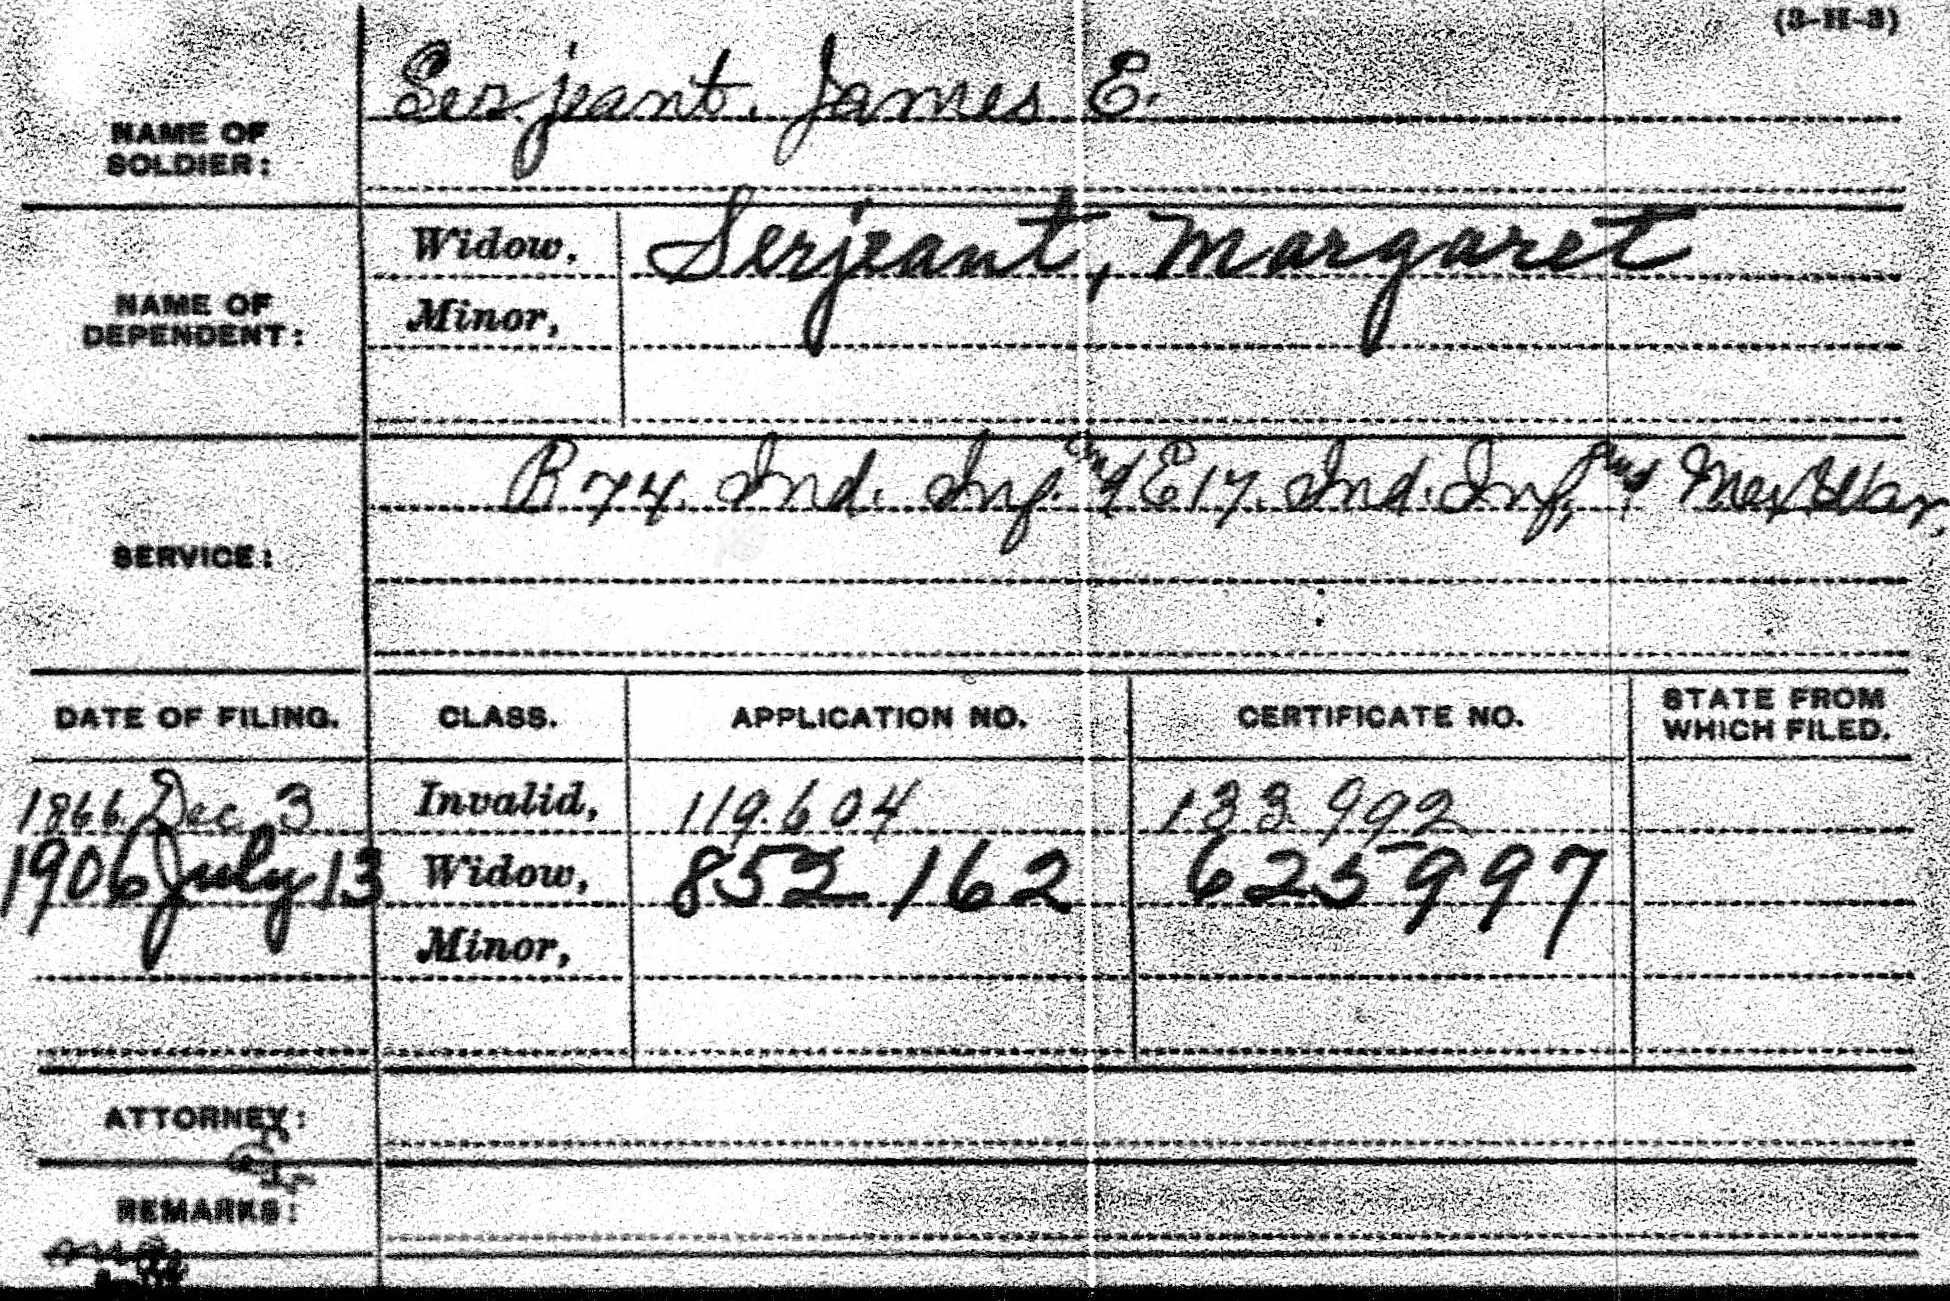 (3-H-3)
NAME OF SOLDIER: Serjeant, James E.
NAME OF DEPENDENT:
Widow, Serjeant, Margaret
Minor,
SERVICE: B 74. Ind. Inf. and E 17. Ind. Inf, and Mex War,
DATE OF FILING. CLASS. APPLICATION NO. CERTIFICATE NO. STATE FROM WHICH FILED.
1866. Dec. 3 Invalid, 119.604 133.992
1906 July 13 Widow, 852162 625997
Minor,
ATTORNEY:
REMARKS: